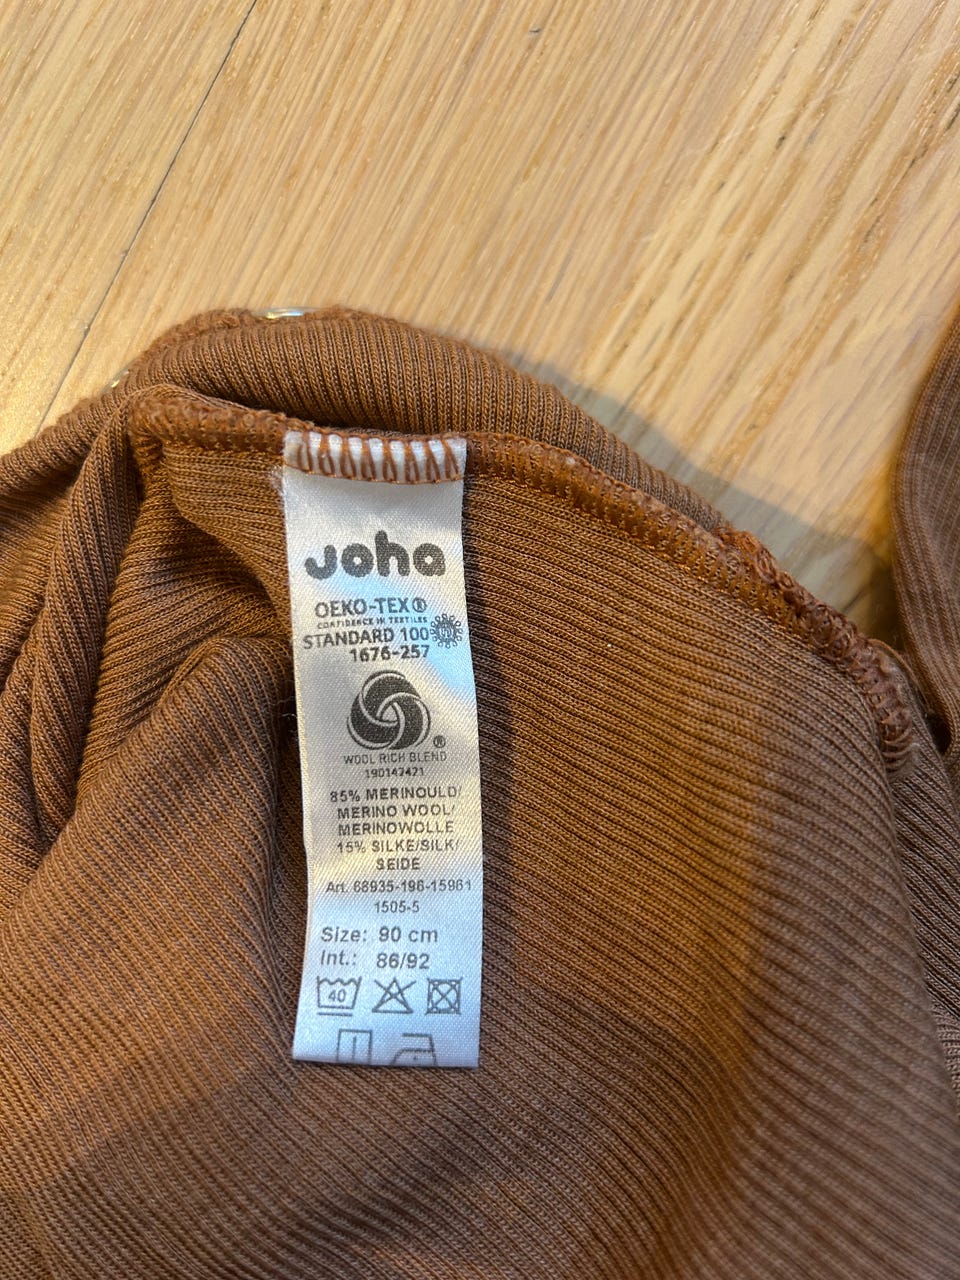 Joha
OEKO-TEX®
CONFIDENCE IN TEXTILES
STANDARD 100
1676-257
®
WOOL RICH BLEND
190147421
85% MERINOULD/
MERINO WOOL/
MERINOWOLLE
15% SILKE/SILK/
SEIDE
Art. 68935-196-15961
1505-5
Size: 90 cm
Int.: 86/92
40